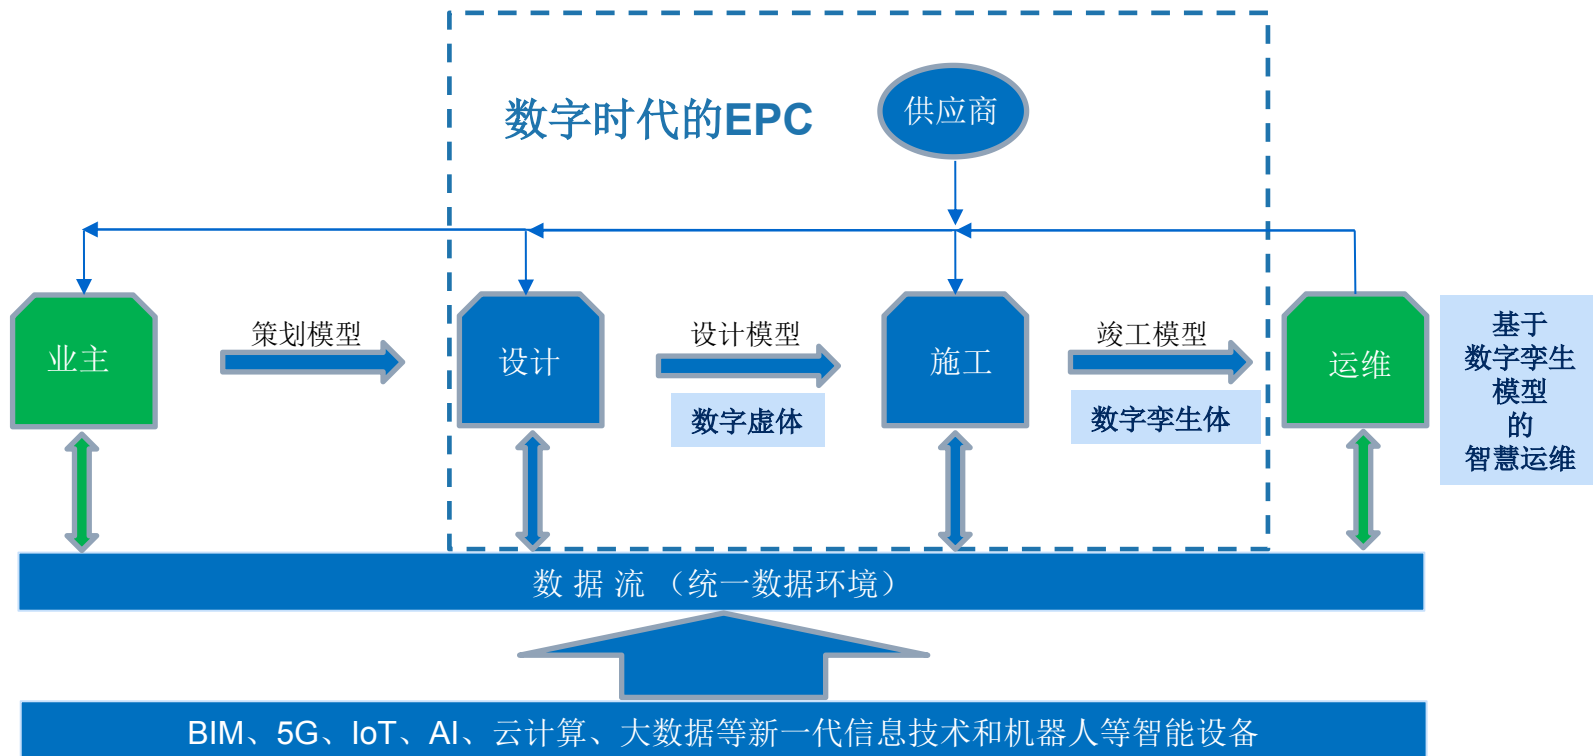 数字时代的EPC
供应商
业主
策划模型
设计
设计模型
数字虚体
施工
竣工模型
数字孪生体
运维
基于
数字孪生
模型
的
智慧运维
数 据 流 （统一数据环境）
BIM、5G、IoT、AI、云计算、大数据等新一代信息技术和机器人等智能设备